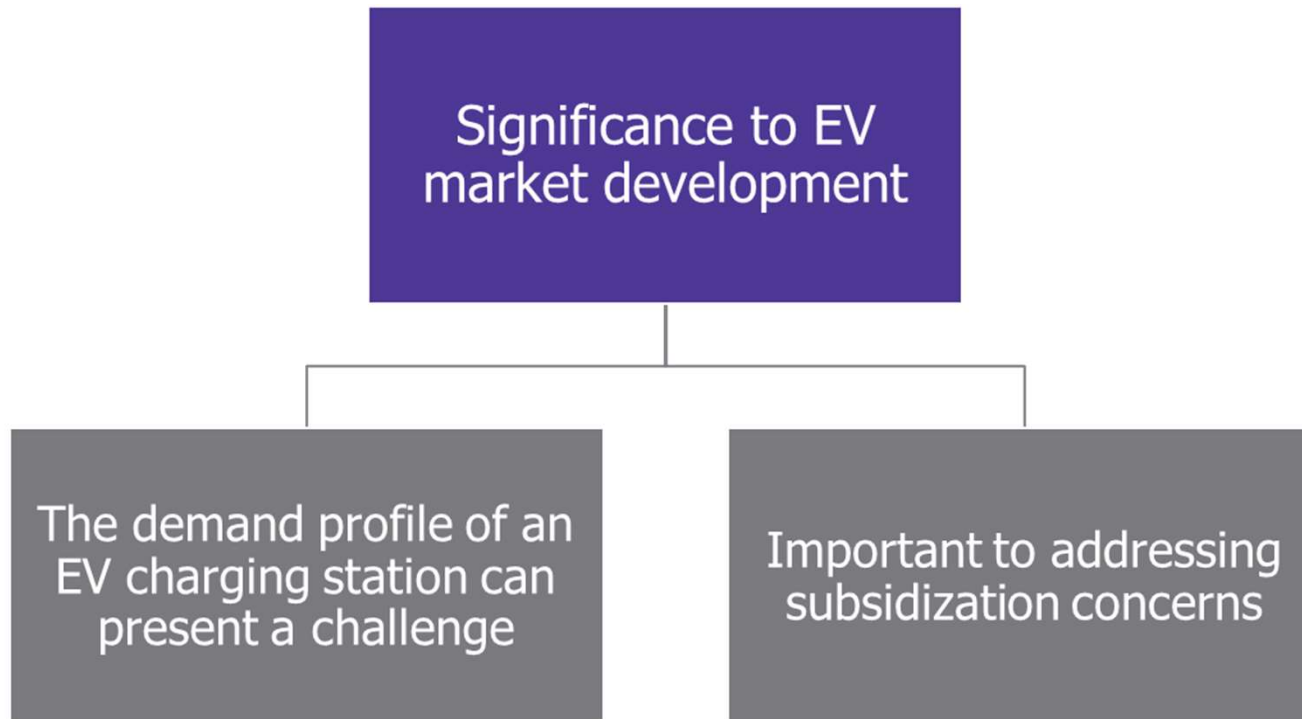 Significance to EV
market development
The demand profile of an
EV charging station can
present a challenge
Important to addressing
subsidization concerns